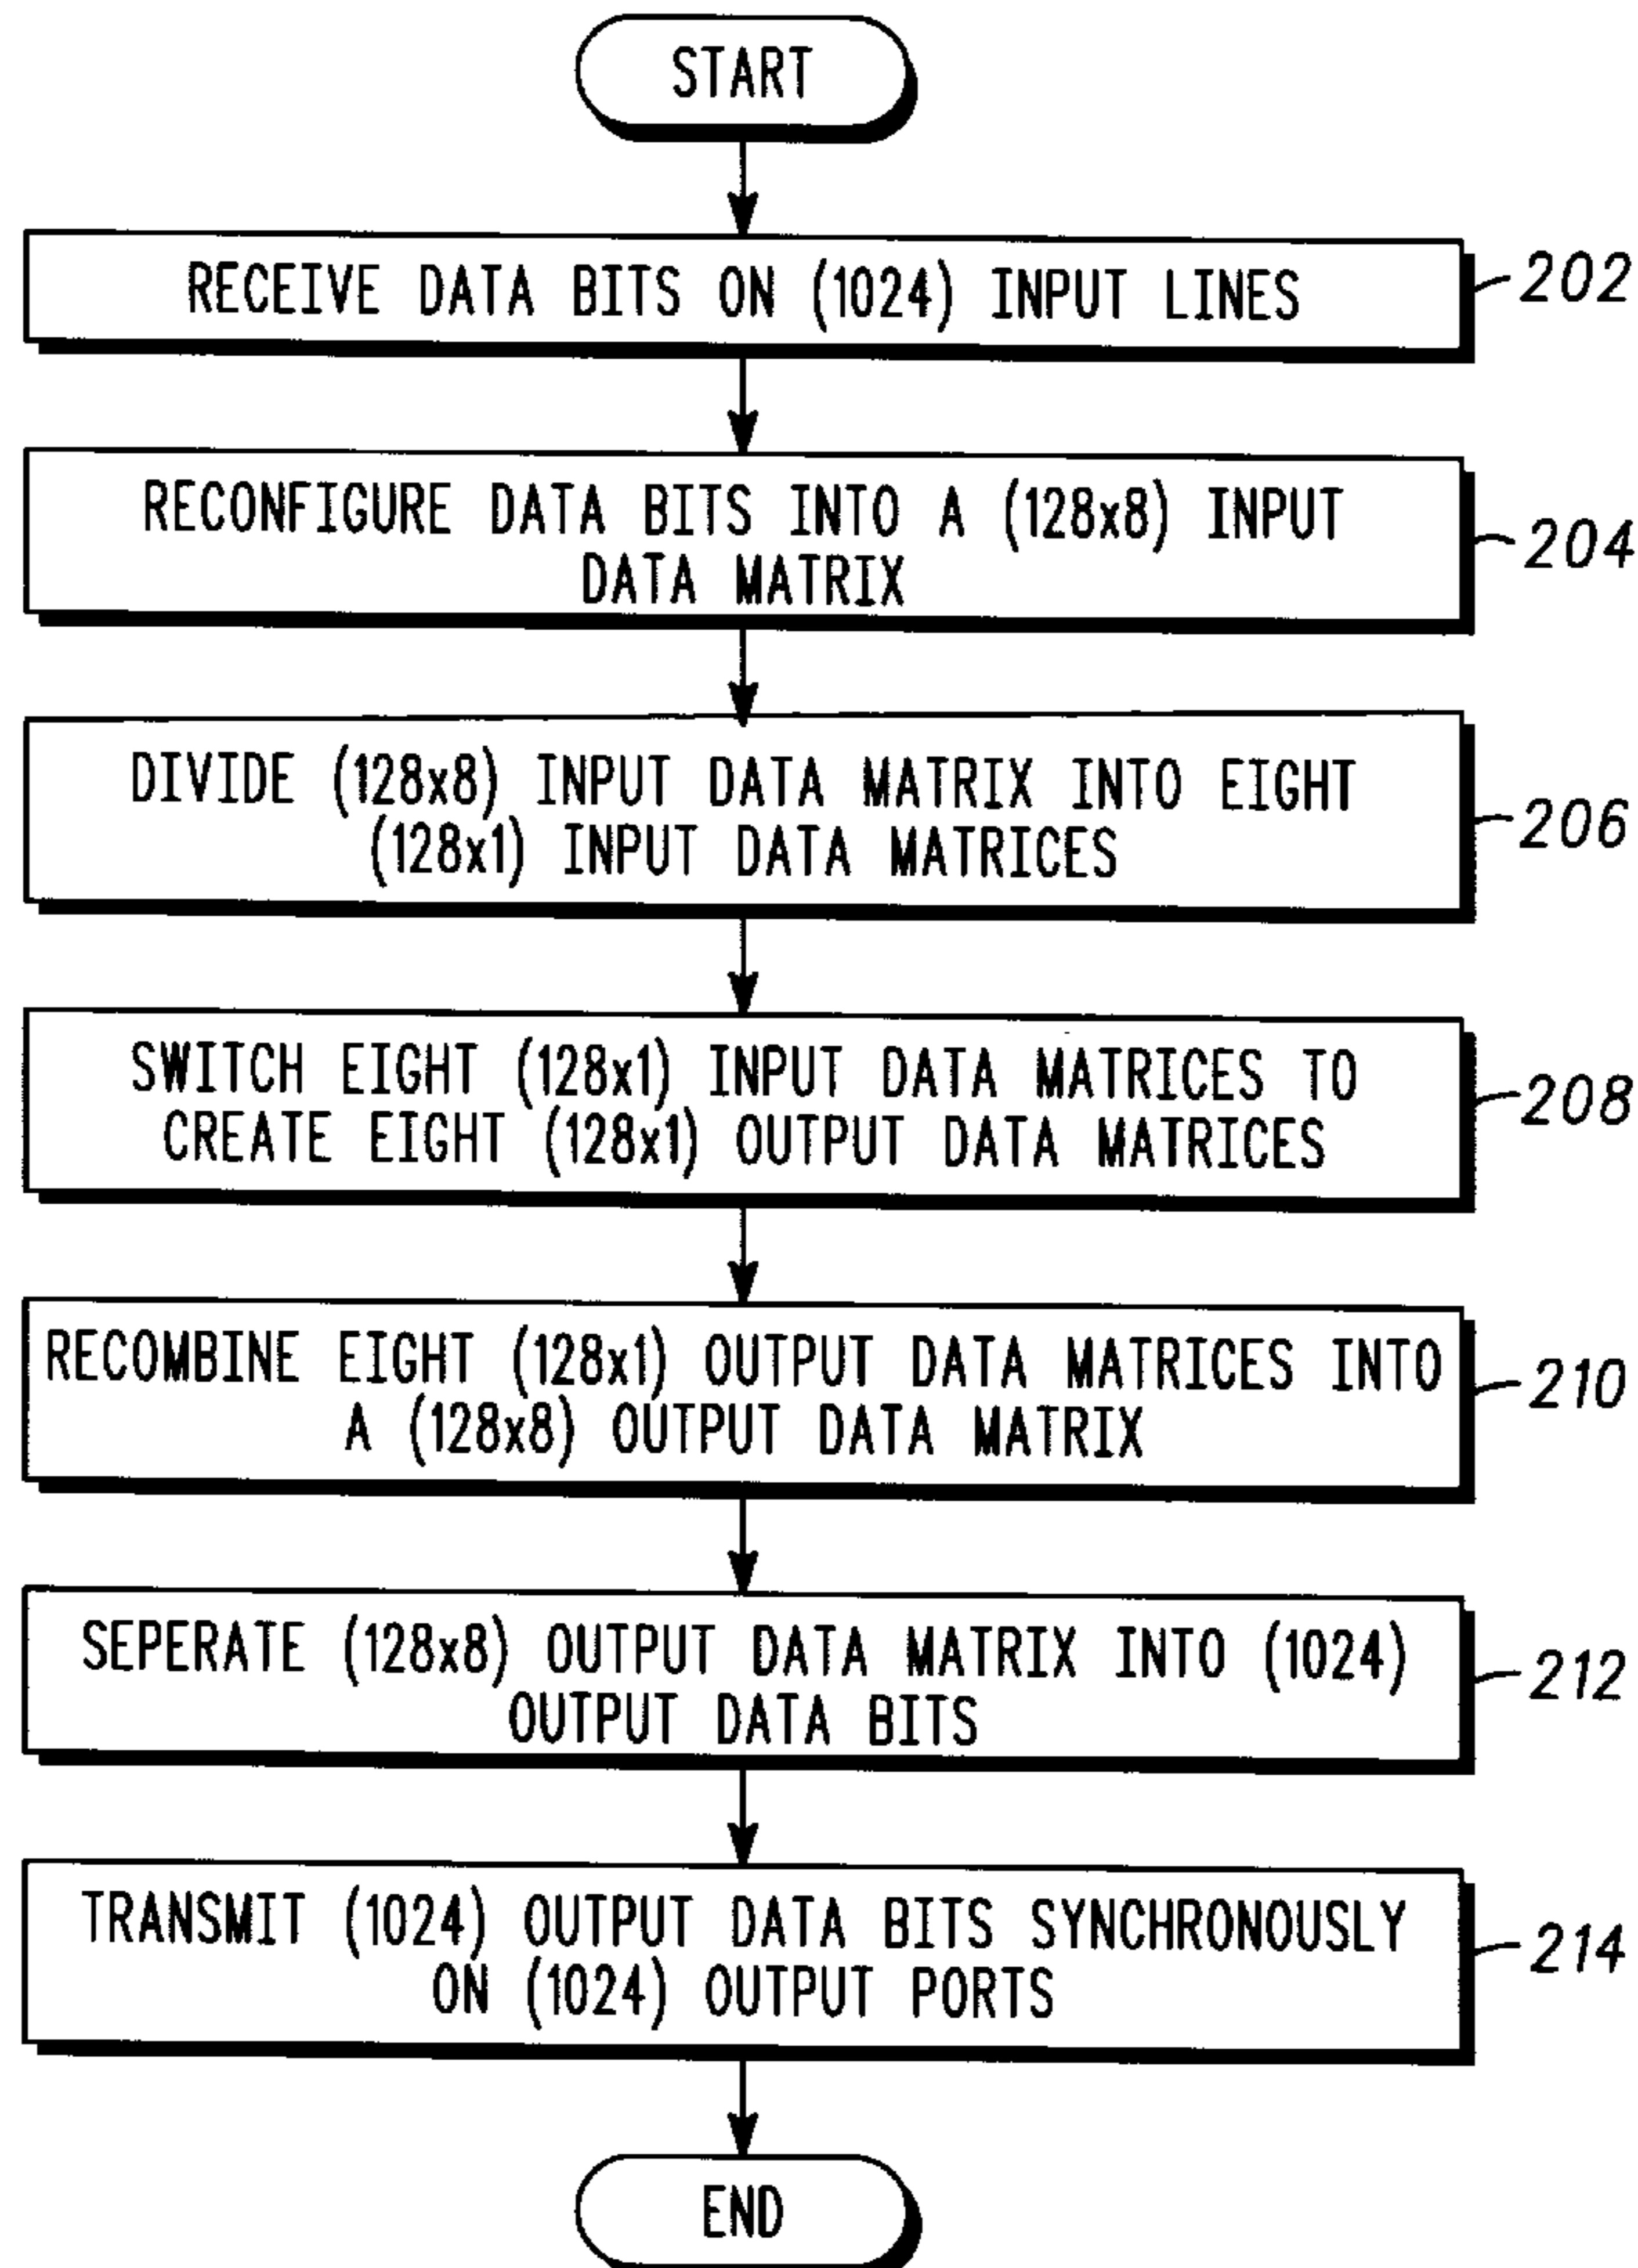 START
RECEIVE DATA BITS ON (1024) INPUT LINES
202
RECONFIGURE DATA BITS INTO A (128x8) INPUT
DATA MATRIX
204
DIVIDE (128x8) INPUT DATA MATRIX INTO EIGHT
(128x1) INPUT DATA MATRICES
206
SWITCH EIGHT (128x1) INPUT DATA MATRICES TO
CREATE EIGHT (128x1) OUTPUT DATA MATRICES
208
RECOMBINE EIGHT (128x1) OUTPUT DATA MATRICES INTO
A (128x8) OUTPUT DATA MATRIX
210
SEPERATE (128x8) OUTPUT DATA MATRIX INTO (1024)
OUTPUT DATA BITS
212
TRANSMIT (1024) OUTPUT DATA BITS SYNCHRONOUSLY
ON (1024) OUTPUT PORTS
214
END